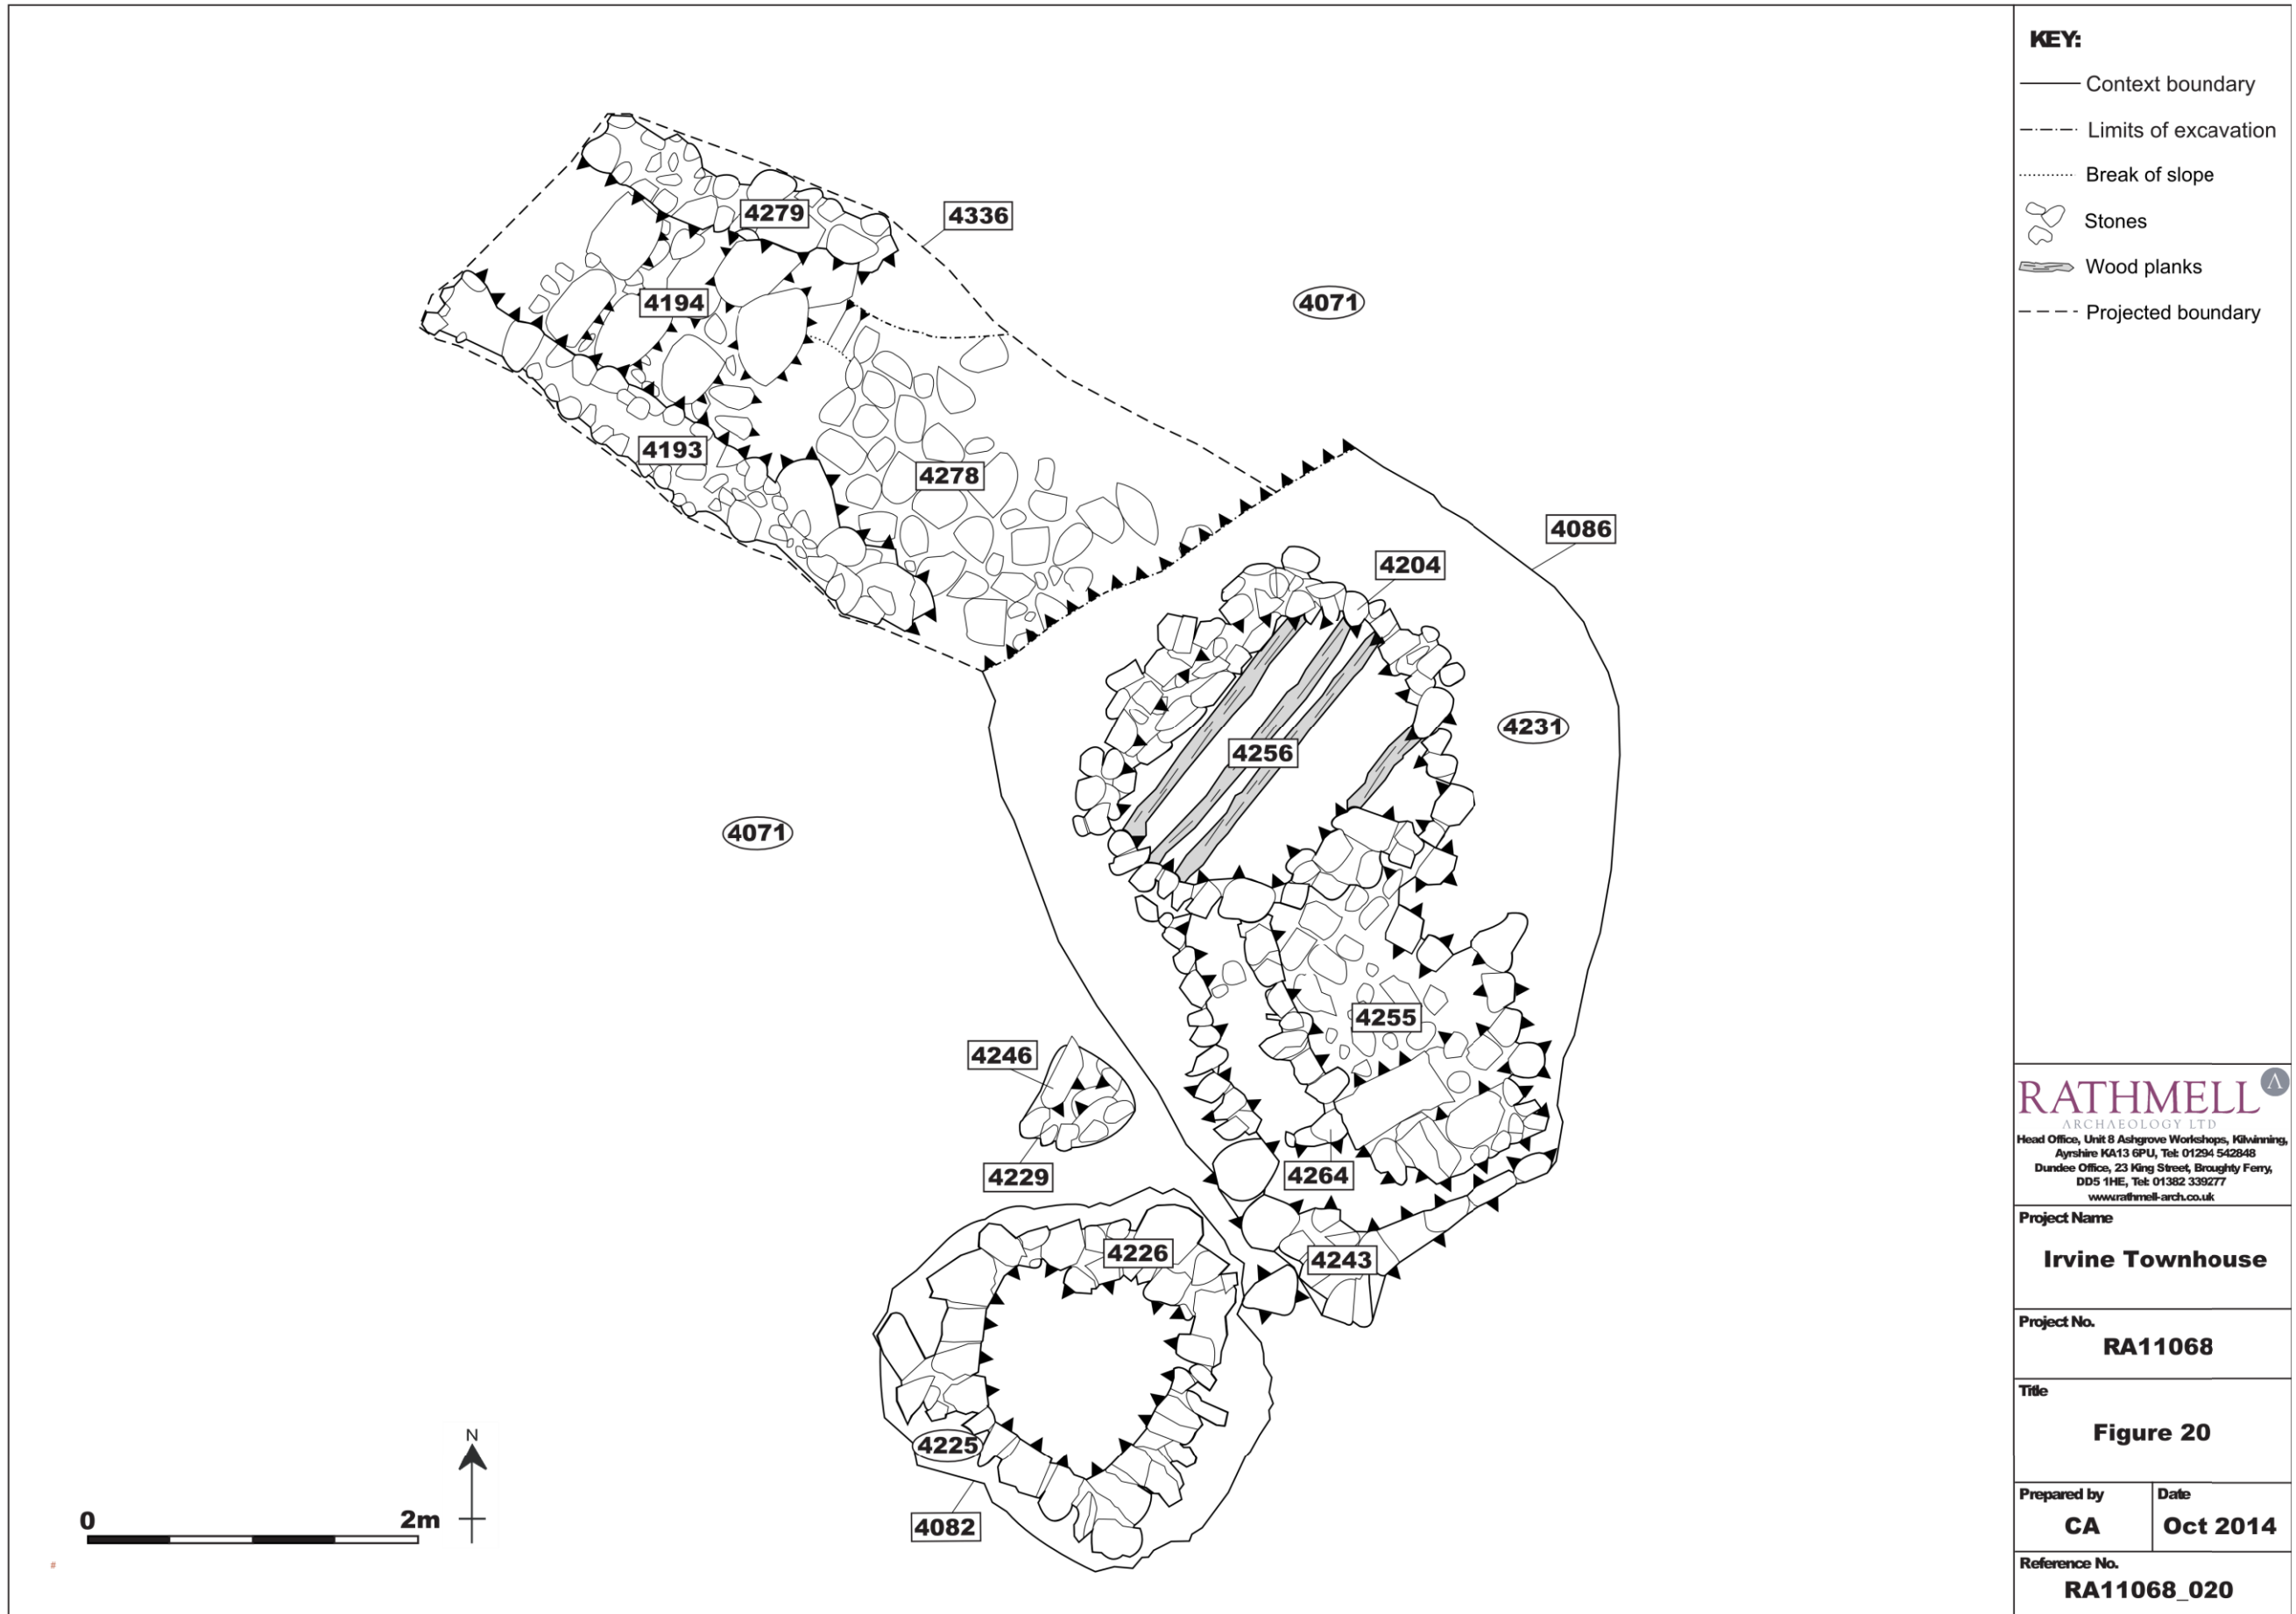 4279
4336
4194
4071
4193
4278
4086
4204
4231
4256
4071
4255
4246
4229
4264
4226
4243
4225
4082
0 2m
N
KEY:
Context boundary
Limits of excavation
Break of slope
Stones
Wood planks
Projected boundary
RATHMELL Λ
ARCHΛEOLOGY LTD
Head Office, Unit 8 Ashgrove Workshops, Kilwinning,
Ayrshire KA13 6PU, Tel: 01294 542848
Dundee Office, 23 King Street, Broughty Ferry,
DD5 1HE, Tel: 01382 339277
www.rathmell-arch.co.uk
Project Name
Irvine Townhouse
Project No.
RA11068
Title
Figure 20
Prepared by
CA
Date
Oct 2014
Reference No.
RA11068_020